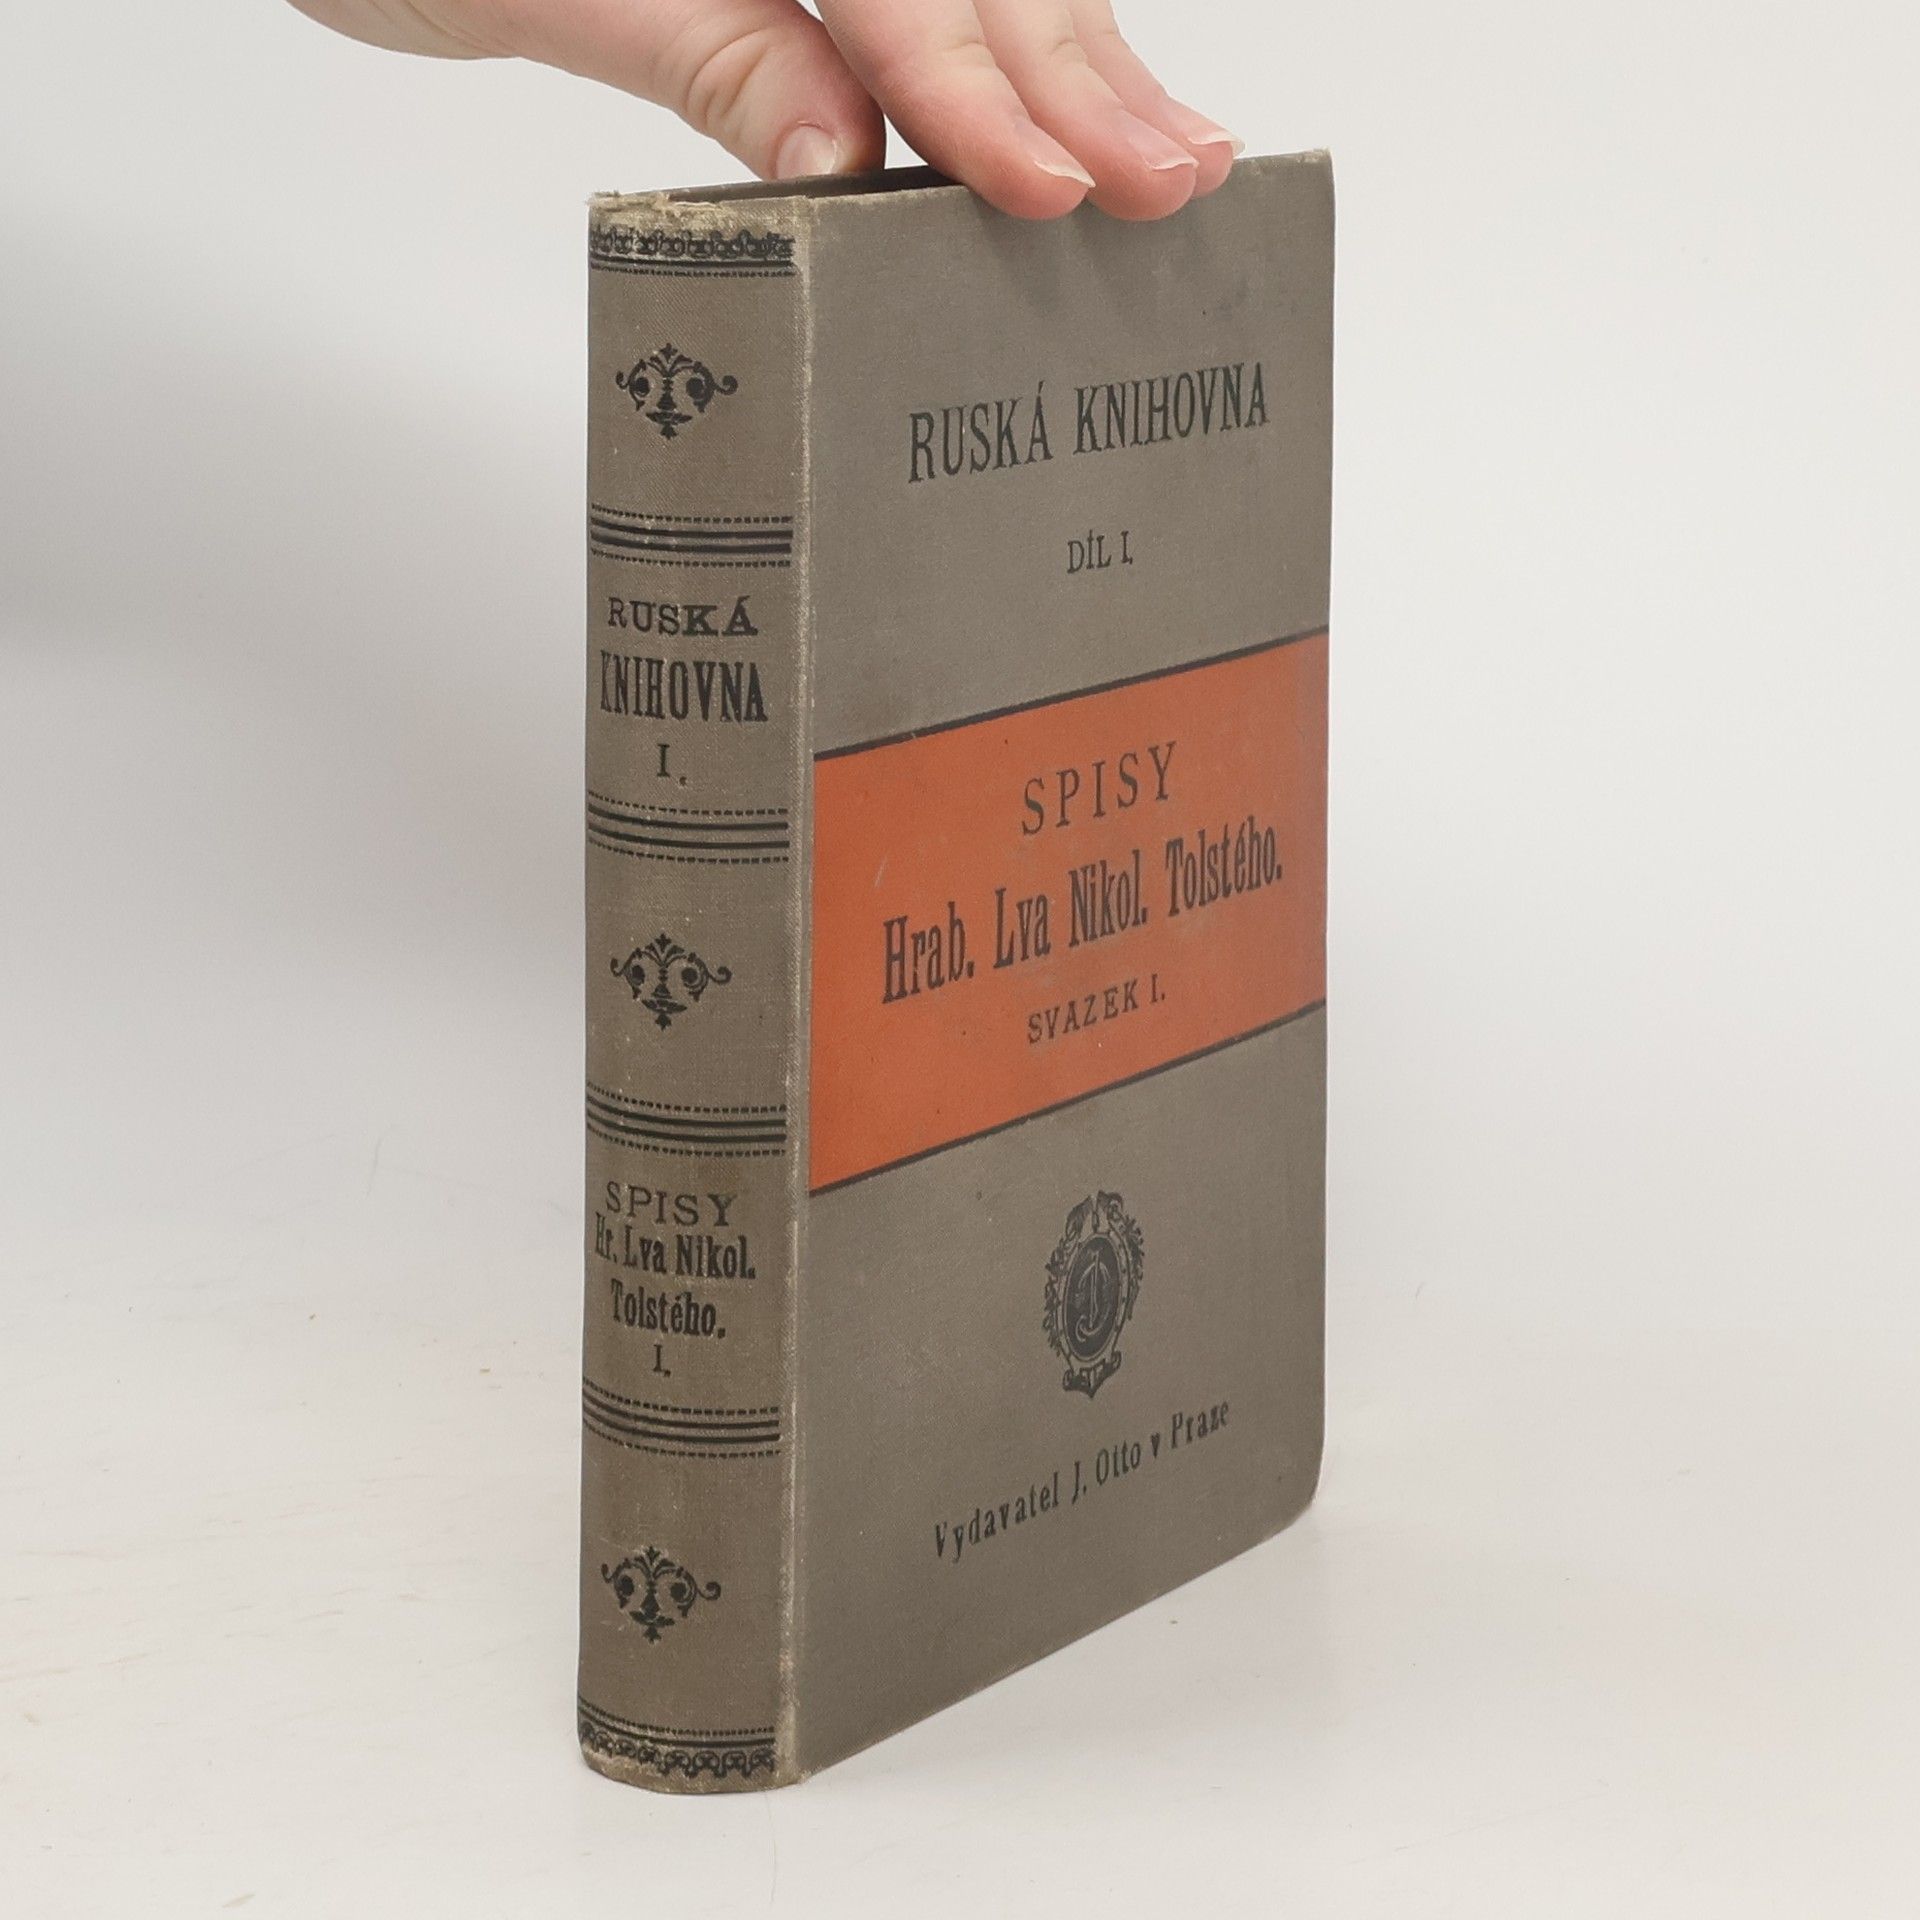 RUSKÁ
KNIHOVNA
I.
SPISY
Hr. Lva Nikol.
Tolstého.
I.
RUSKÁ KNIHOVNA
DÍL I.
SPISY
Hrab. Lva Nikol. Tolstého.
SVAZEK I.
Vydavatel J. Otto v Praze